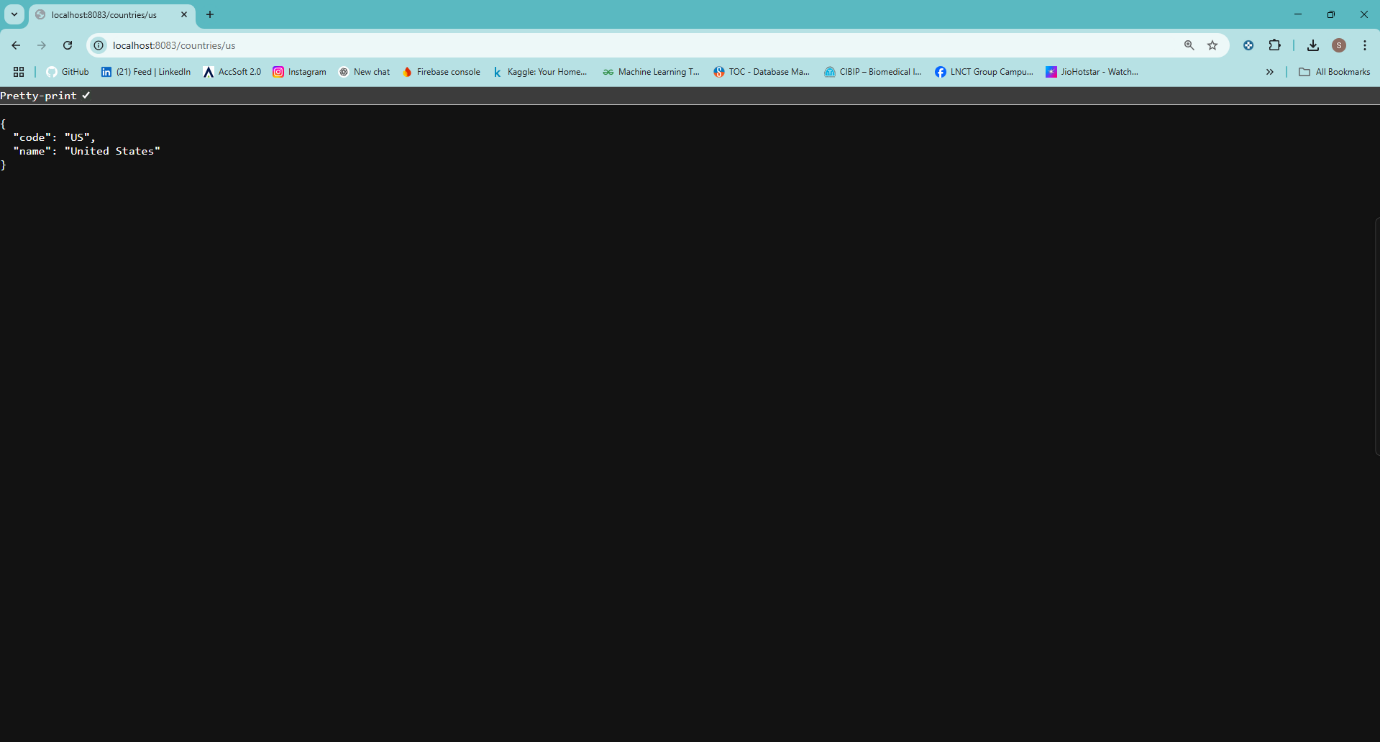 localhost:8083/countries/us
localhost:8083/countries/us
S
GitHub
(21) Feed | LinkedIn
AccSoft 2.0
Instagram
New chat
Firebase console
Kaggle: Your Home...
Machine Learning T...
TOC - Database Ma...
CIBIP – Biomedical I...
LNCT Group Campu...
JioHotstar - Watch...
All Bookmarks
Pretty-print ✓
{
"code": "US",
"name": "United States"
}